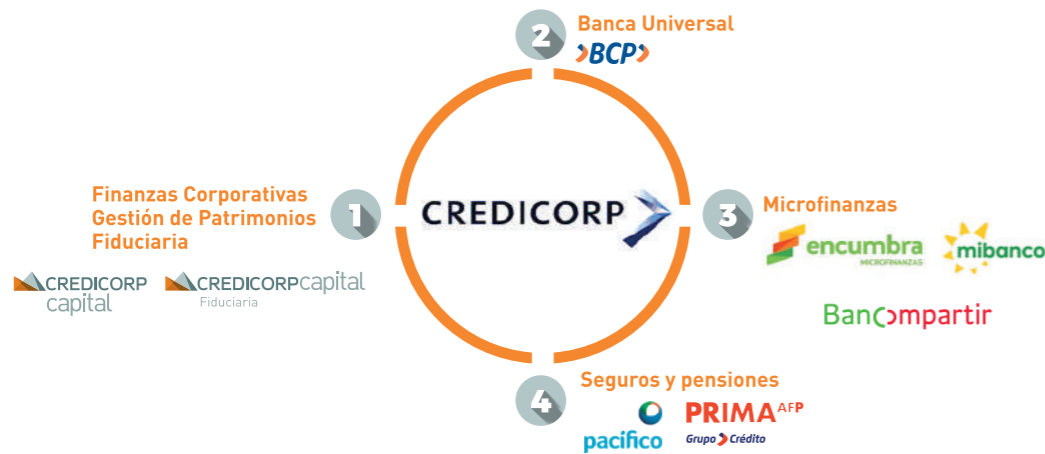 2
Banca Universal
BCP
Finanzas Corporativas
Gestión de Patrimonios
Fiduciaria
1
CREDICORP
capital
CREDICORPcapital
Fiduciaria
CREDICORP
3
Microfinanzas
encumbra
MICROFINANZAS
mibanco
Bancompartir
4
Seguros y pensiones
pacífico
PRIMA AFP
Grupo Crédito